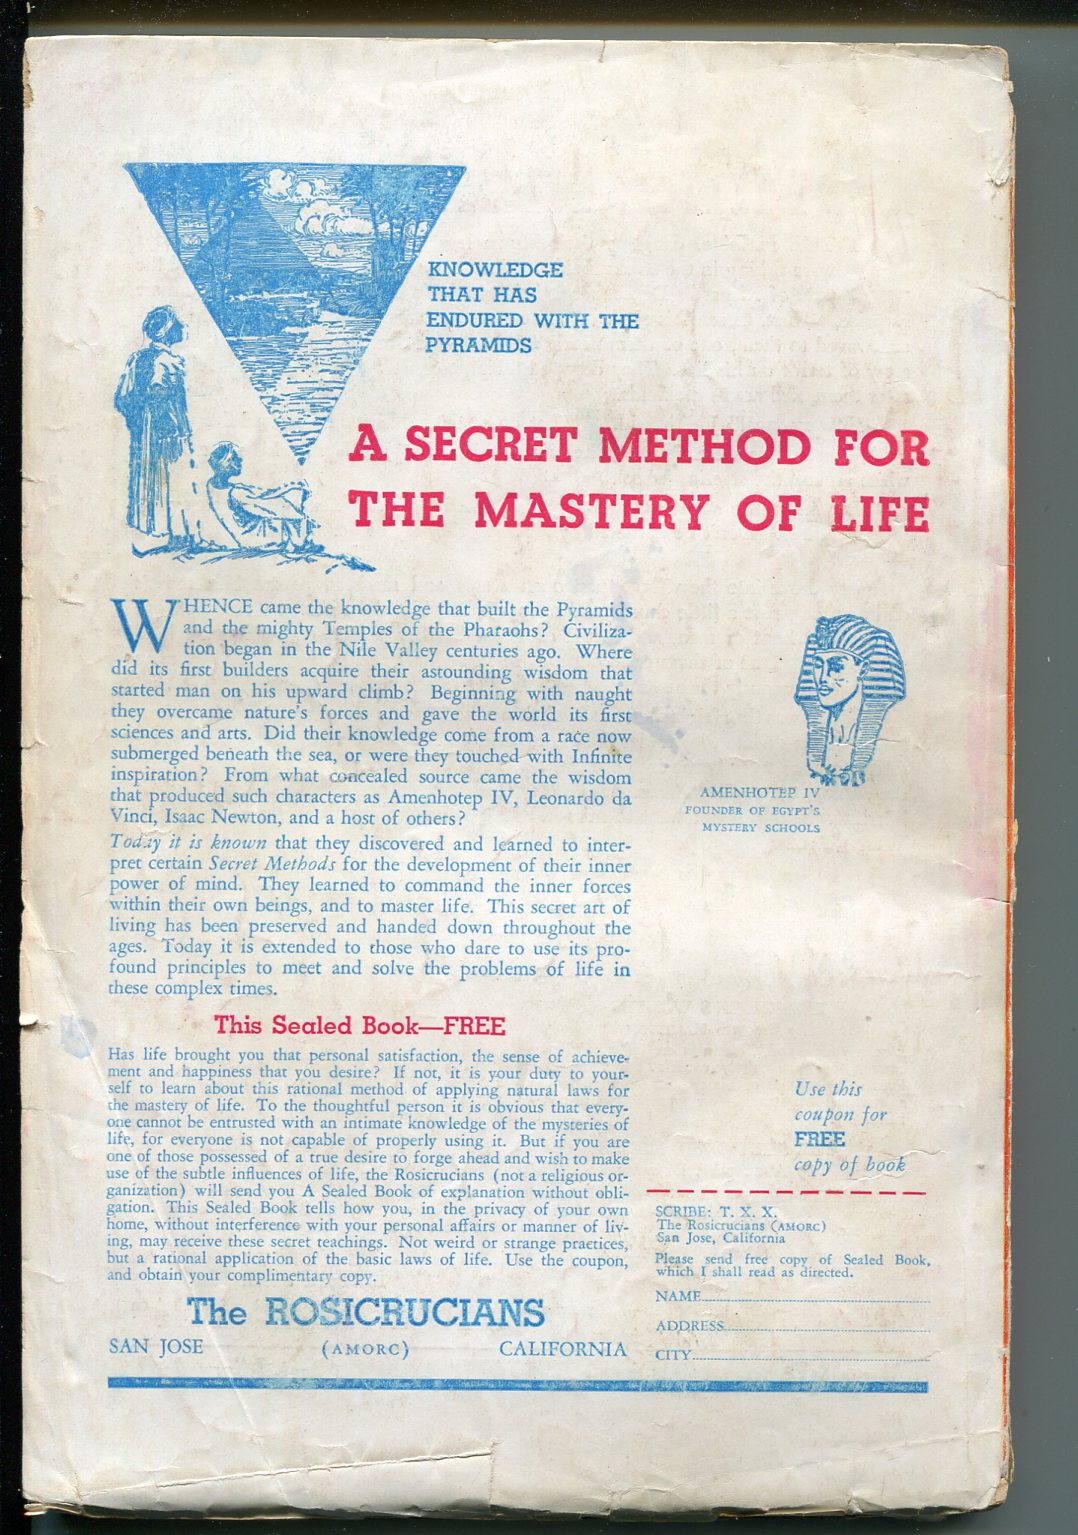 KNOWLEDGE
THAT HAS
ENDURED WITH THE
PYRAMIDS
A SECRET METHOD FOR
THE MASTERY OF LIFE
WHENCE came the knowledge that built the Pyramids
and the mighty Temples of the Pharaohs? Civiliza-
tion began in the Nile Valley centuries ago. Where
did its first builders acquire their astounding wisdom that
started man on his upward climb? Beginning with naught
they overcame nature's forces and gave the world its first
sciences and arts. Did their knowledge come from a race now
submerged beneath the sea, or were they touched with Infinite
inspiration? From what concealed source came the wisdom
that produced such characters as Amenhotep IV, Leonardo da
Vinci, Isaac Newton, and a host of others?
Today it is known that they discovered and learned to inter-
pret certain Secret Methods for the development of their inner
power of mind. They learned to command the inner forces
within their own beings, and to master life. This secret art of
living has been preserved and handed down throughout the
ages. Today it is extended to those who dare to use its pro-
found principles to meet and solve the problems of life in
these complex times.
AMENHOTEP IV
FOUNDER OF EGYPT'S
MYSTERY SCHOOLS
This Sealed Book—FREE
Has life brought you that personal satisfaction, the sense of achieve-
ment and happiness that you desire? If not, it is your duty to your-
self to learn about this rational method of applying natural laws for
the mastery of life. To the thoughtful person it is obvious that every-
one cannot be entrusted with an intimate knowledge of the mysteries of
life, for everyone is not capable of properly using it. But if you are
one of those possessed of a true desire to forge ahead and wish to make
use of the subtle influences of life, the Rosicrucians (not a religious or-
ganization) will send you A Sealed Book of explanation without obli-
gation. This Sealed Book tells how you, in the privacy of your own
home, without interference with your personal affairs or manner of liv-
ing, may receive these secret teachings. Not weird or strange practices,
but a rational application of the basic laws of life. Use the coupon,
and obtain your complimentary copy.
The ROSICRUCIANS
SAN JOSE (AMORC) CALIFORNIA
Use this
coupon for
FREE
copy of book
SCRIBE: T. X. X.
The Rosicrucians (AMORC)
San Jose, California
Please send free copy of Sealed Book,
which I shall read as directed.
NAME
ADDRESS
CITY